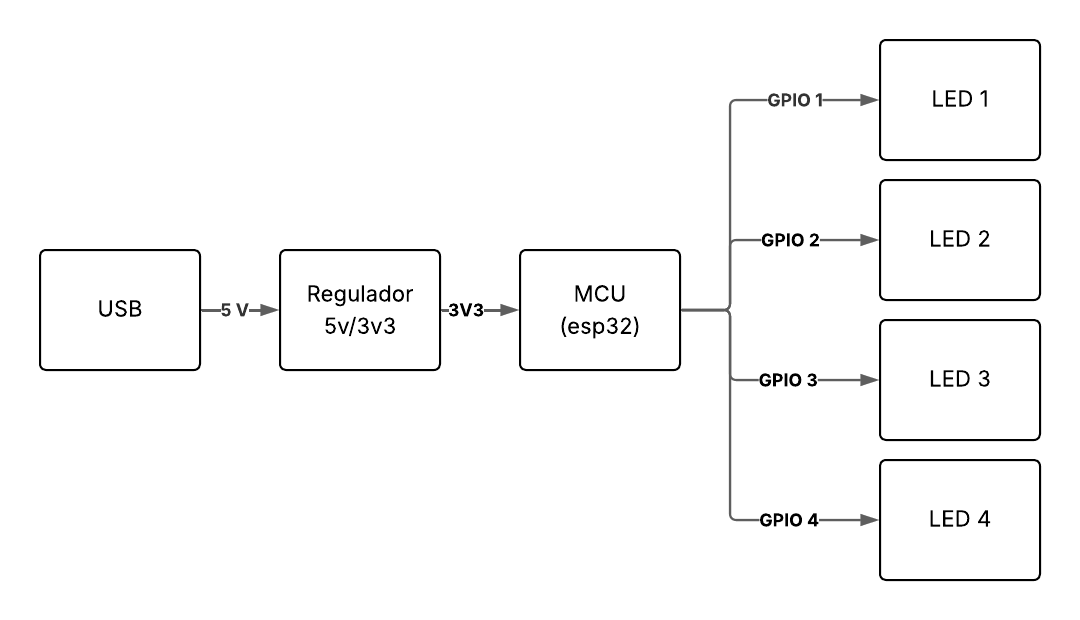 USB
5 V
Regulador
5v/3v3
3V3
MCU
(esp32)
GPIO 1
LED 1
GPIO 2
LED 2
GPIO 3
LED 3
GPIO 4
LED 4